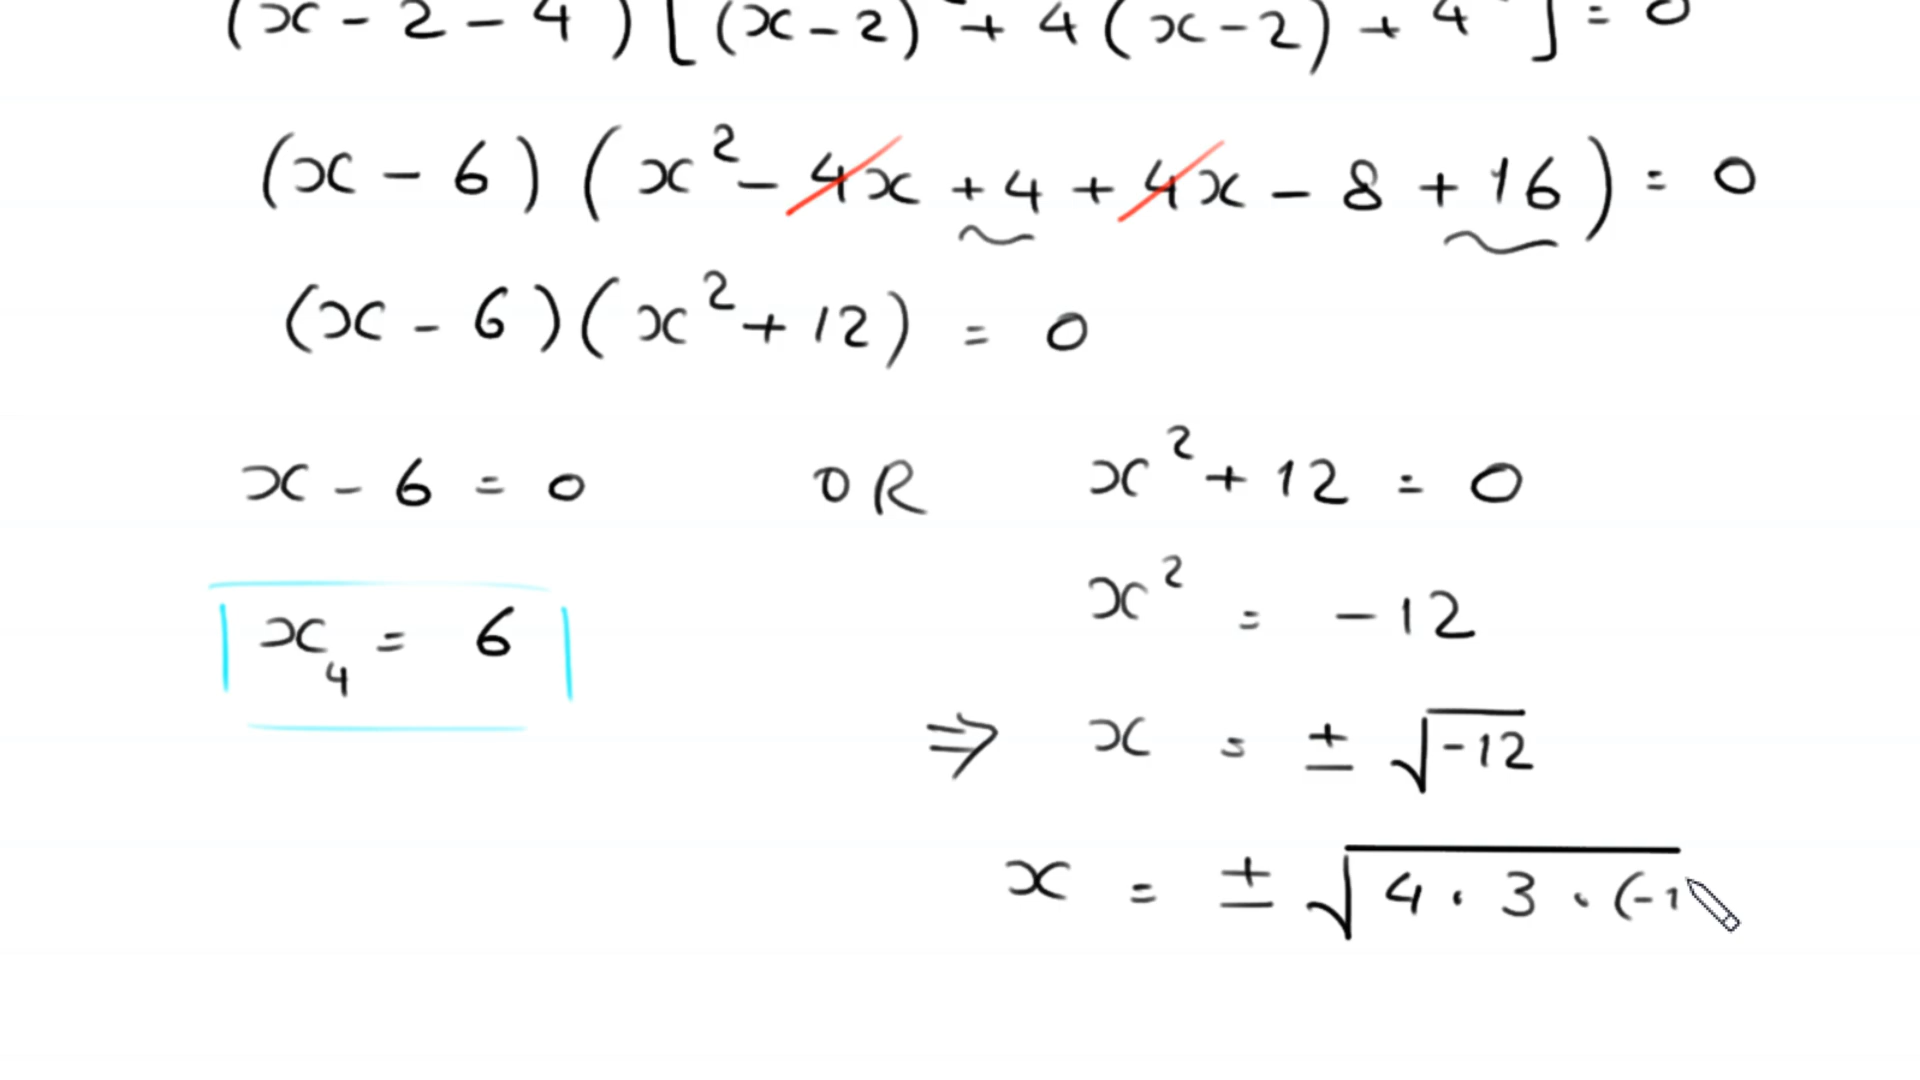 (x - 2 - 4) [(x - 2)² + 4(x - 2) + 4²] = 0
(x - 6)(x² - 4x + 4 + 4x - 8 + 16) = 0
(x - 6)(x² + 12) = 0
x - 6 = 0 OR x² + 12 = 0
x₄ = 6
x² = -12
⇒ x = ± √-12
x = ± √4 · 3 · (-1